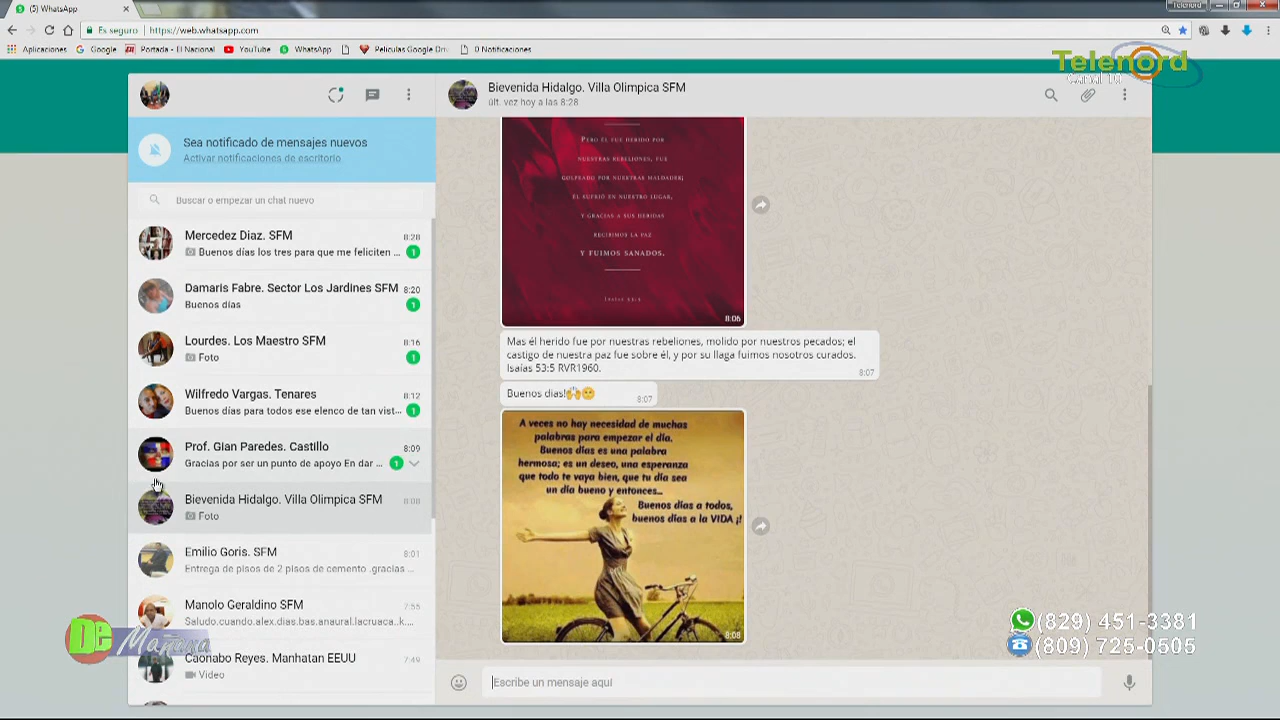 (5) WhatsApp
Telenord
Es seguro
https://web.whatsapp.com
Aplicaciones
Google
Portada - El Nacional
YouTube
WhatsApp
Peliculas Google Dri
0 Notificaciones
Telenord
Canal 10
Sea notificado de mensajes nuevos
Activar notificaciones de escritorio
Buscar o empezar un chat nuevo
Mercedez Diaz. SFM
8:28
Buenos días los tres para que me feliciten ...
1
Damaris Fabre. Sector Los Jardines SFM
8:20
Buenos días
1
Lourdes. Los Maestro SFM
8:16
Foto
1
Wilfredo Vargas. Tenares
8:12
Buenos días para todos ese elenco de tan vist...
1
Prof. Gian Paredes. Castillo
8:09
Gracias por ser un punto de apoyo En dar ...
1
Bievenida Hidalgo. Villa Olimpica SFM
8:08
Foto
Emilio Goris. SFM
8:01
Entrega de pisos de 2 pisos de cemento .gracias ...
Manolo Geraldino SFM
7:55
Saludo.cuando.alex.dias.bas.anaural.lacruaca..k....
Caonabo Reyes. Manhatan EEUU
7:49
Video
De Mañana
Bievenida Hidalgo. Villa Olimpica SFM
últ. vez hoy a las 8:28
Pero él fue herido por
nuestras rebeliones, fue
golpeado por nuestras maldades;
él sufrió en nuestro lugar,
y gracias a sus heridas
recibimos la paz
y fuimos sanados.
Isaías 53:5
8:06
Mas él herido fue por nuestras rebeliones, molido por nuestros pecados; el
castigo de nuestra paz fue sobre él, y por su llaga fuimos nosotros curados.
Isaías 53:5 RVR1960.
8:07
Buenos dias!🙌😁
8:07
A veces no hay necesidad de muchas
palabras para empezar el día.
Buenos días es una palabra
hermosa; es un deseo, una esperanza
que todo te vaya bien, que tu día sea
un día bueno y entonces...
Buenos días a todos,
buenos días a la VIDA ¡!
8:08
Escribe un mensaje aquí
(829) 451-3381
(809) 725-0505